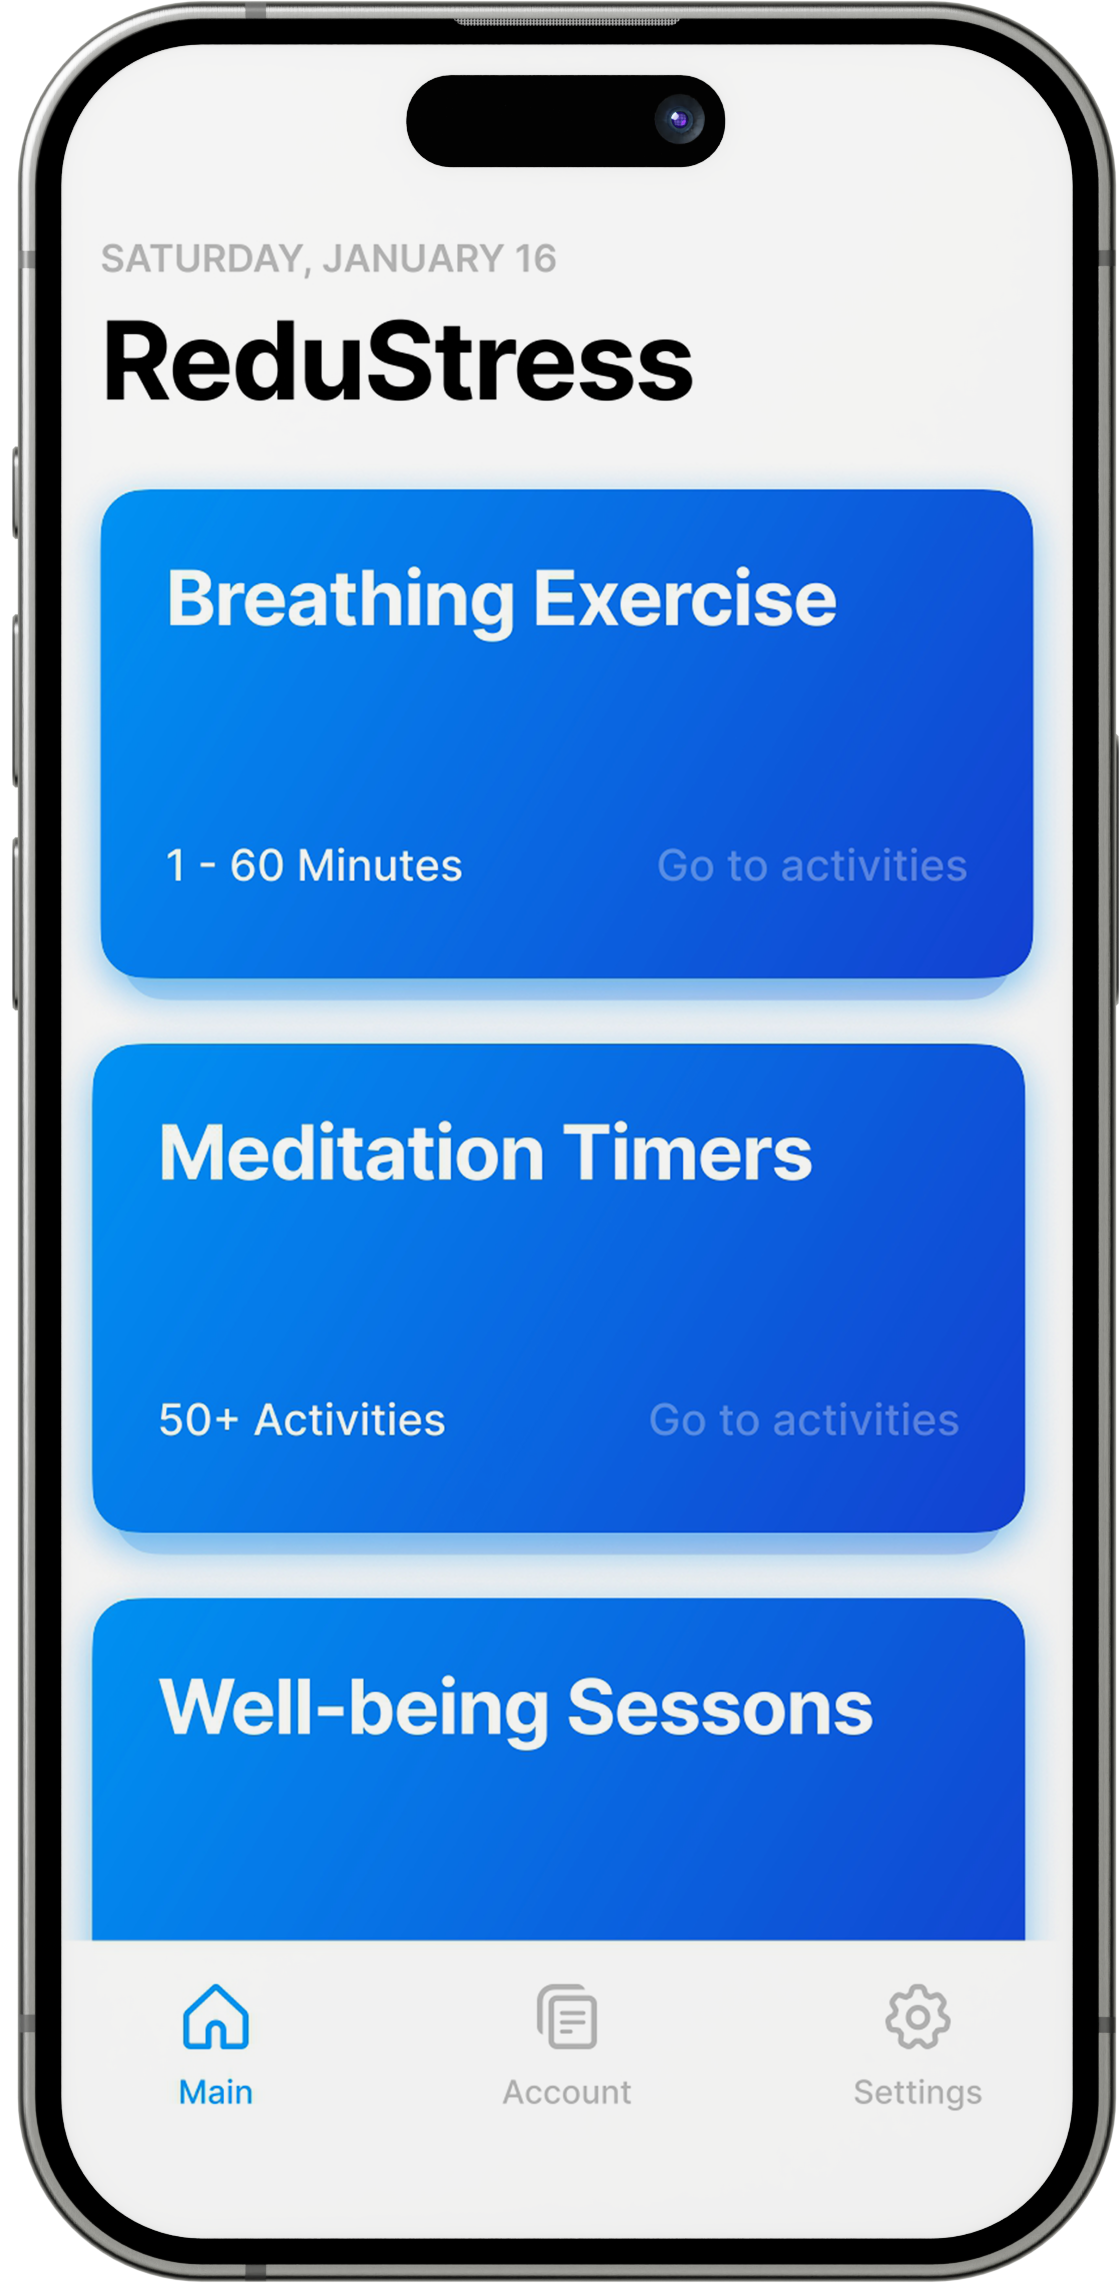 SATURDAY, JANUARY 16
ReduStress
Breathing Exercise
1 - 60 Minutes
Go to activities
Meditation Timers
50+ Activities
Go to activities
Well-being Sessons
Main
Account
Settings